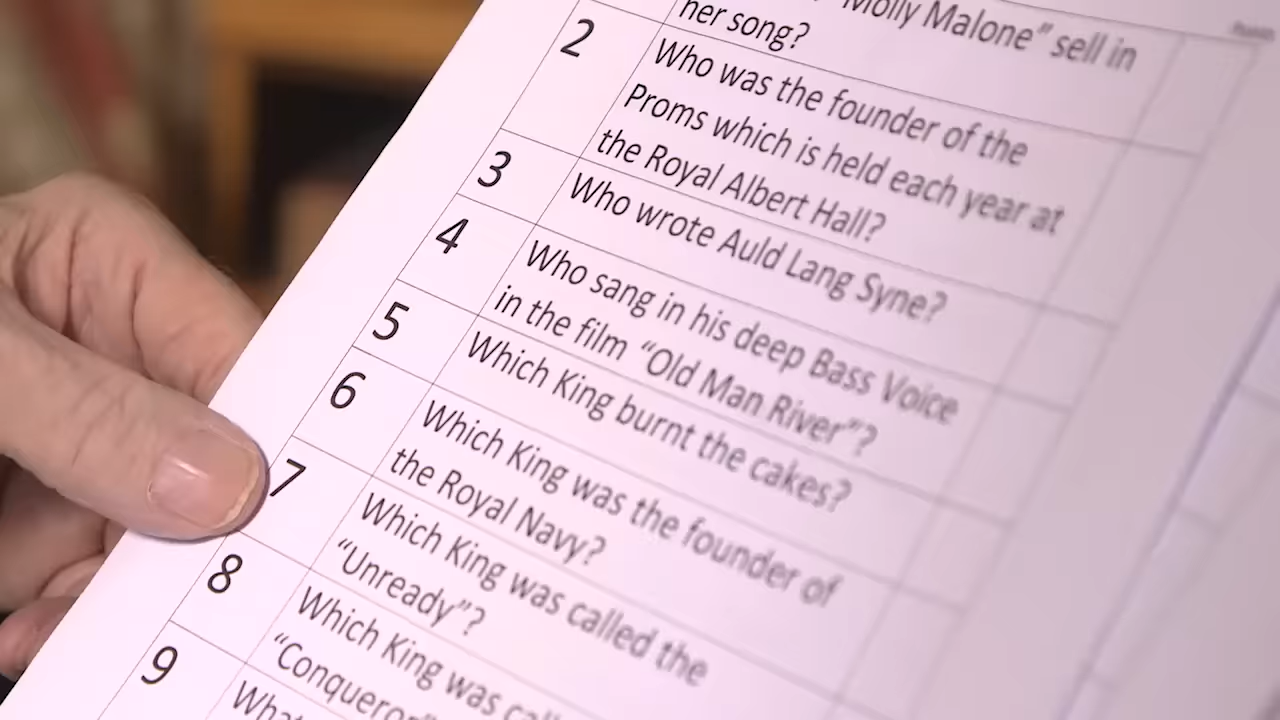 "Molly Malone" sell in
her song?
2 Who was the founder of the
Proms which is held each year at
the Royal Albert Hall?
3 Who wrote Auld Lang Syne?
4 Who sang in his deep Bass Voice
in the film "Old Man River"?
5 Which King burnt the cakes?
6 Which King was the founder of
the Royal Navy?
7 Which King was called the
"Unready"?
8 Which King was
"Conqueror"
9